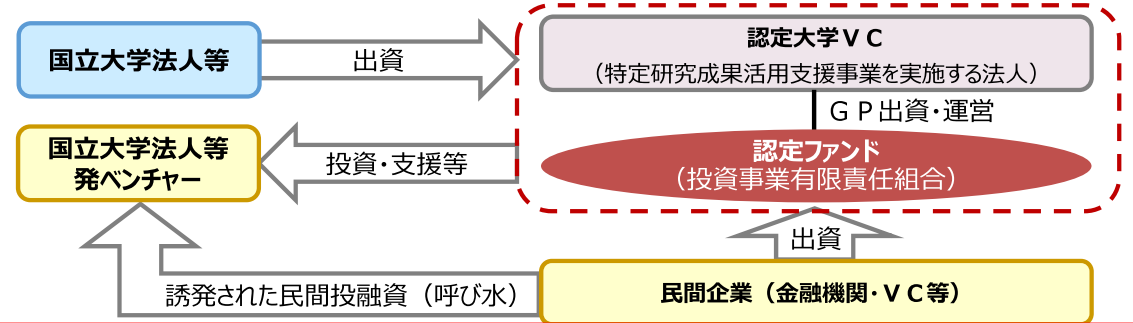 国立大学法人等
出資
認定大学ＶＣ
（特定研究成果活用支援事業を実施する法人）
ＧＰ出資・運営
国立大学法人等
発ベンチャー
投資・支援等
認定ファンド
（投資事業有限責任組合）
出資
誘発された民間投融資（呼び水）
民間企業（金融機関・ＶＣ等）